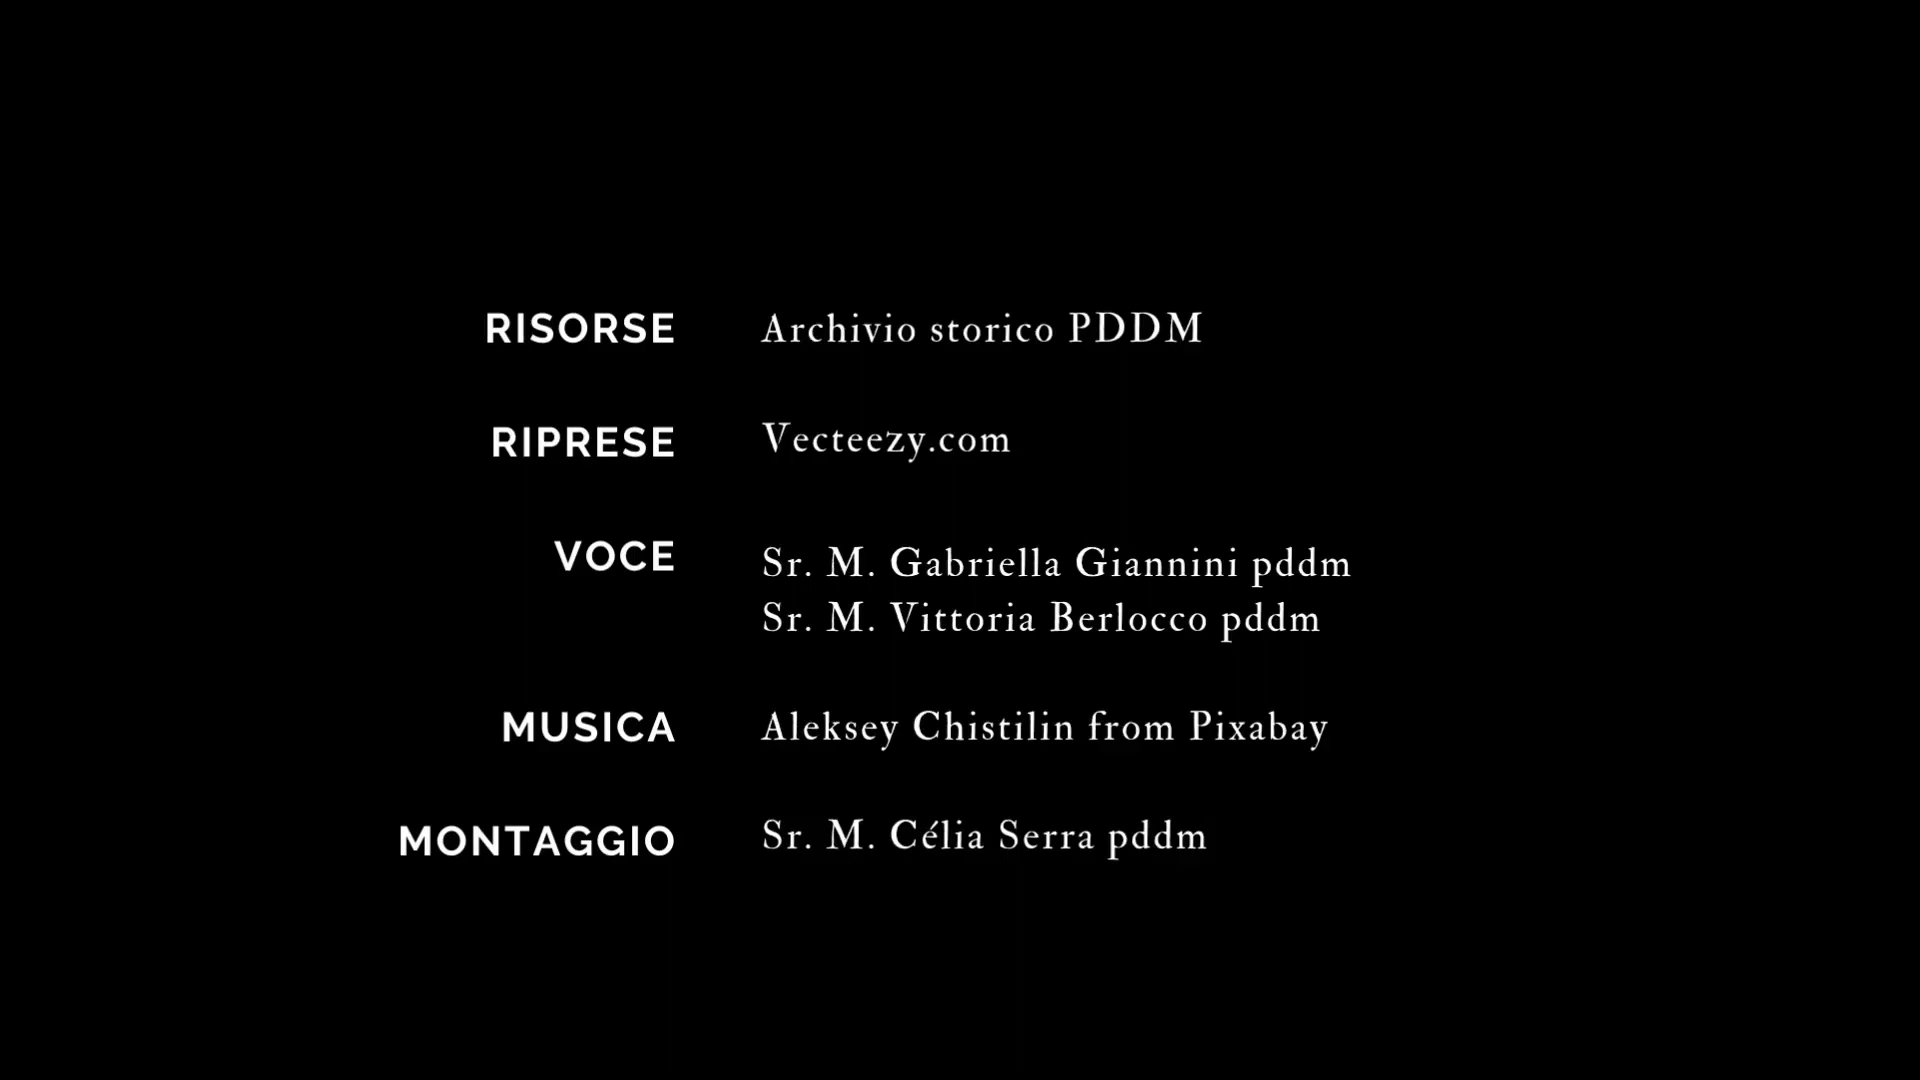 RISORSE Archivio storico PDDM
RIPRESE Vecteezy.com
VOCE Sr. M. Gabriella Giannini pddm
Sr. M. Vittoria Berlocco pddm
MUSICA Aleksey Chistilin from Pixabay
MONTAGGIO Sr. M. Célia Serra pddm